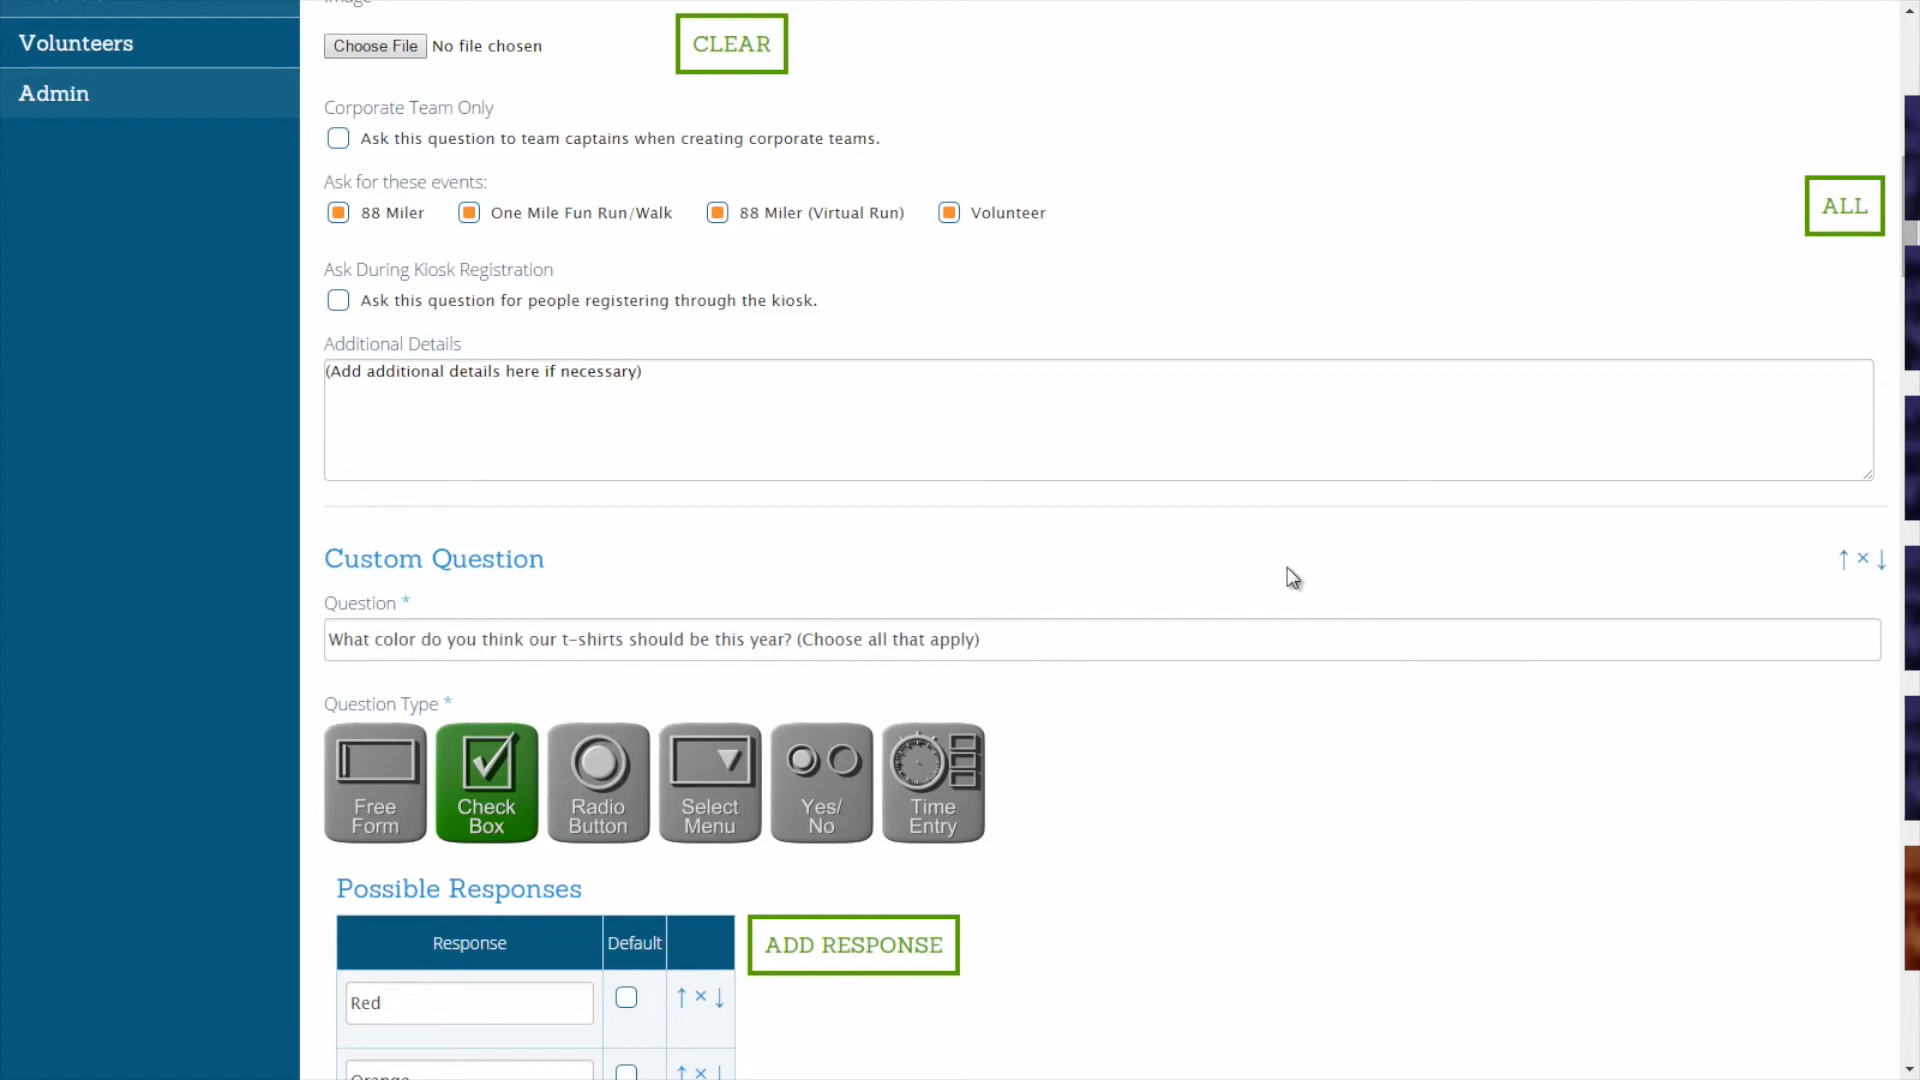 Image
Volunteers
Choose File No file chosen
CLEAR
Admin
Corporate Team Only
Ask this question to team captains when creating corporate teams.
Ask for these events:
88 Miler One Mile Fun Run/Walk 88 Miler (Virtual Run) Volunteer
ALL
Ask During Kiosk Registration
Ask this question for people registering through the kiosk.
Additional Details
(Add additional details here if necessary)
Custom Question
↑ × ↓
Question *
What color do you think our t-shirts should be this year? (Choose all that apply)
Question Type *
Free Form
Check Box
Radio Button
Select Menu
Yes/ No
Time Entry
Possible Responses
Response Default
ADD RESPONSE
Red
↑ × ↓
Orange
↑ × ↓